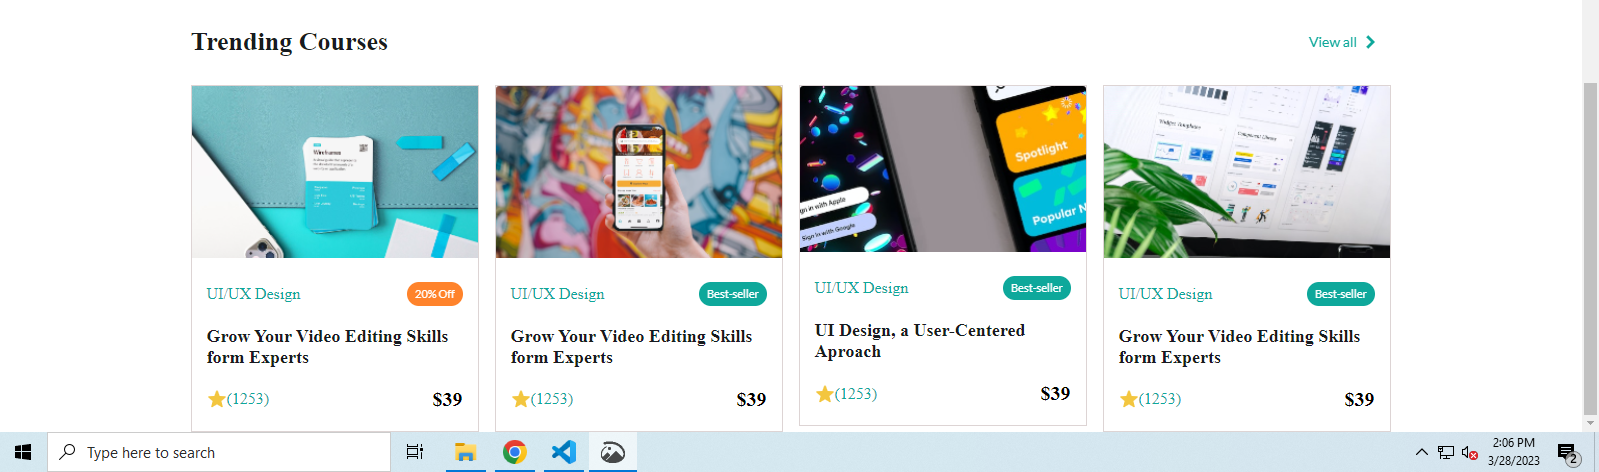 Trending Courses
View all
Wireframes
Spotlight
Popular N
gn in with Apple
Sign in with Google
Component Library
UI/UX Design
20% Off
UI/UX Design
Best-seller
UI/UX Design
Best-seller
UI/UX Design
Best-seller
Grow Your Video Editing Skills
form Experts
Grow Your Video Editing Skills
form Experts
UI Design, a User-Centered
Aproach
Grow Your Video Editing Skills
form Experts
(1253)
$39
(1253)
$39
(1253)
$39
(1253)
$39
Type here to search
2:06 PM
3/28/2023
2